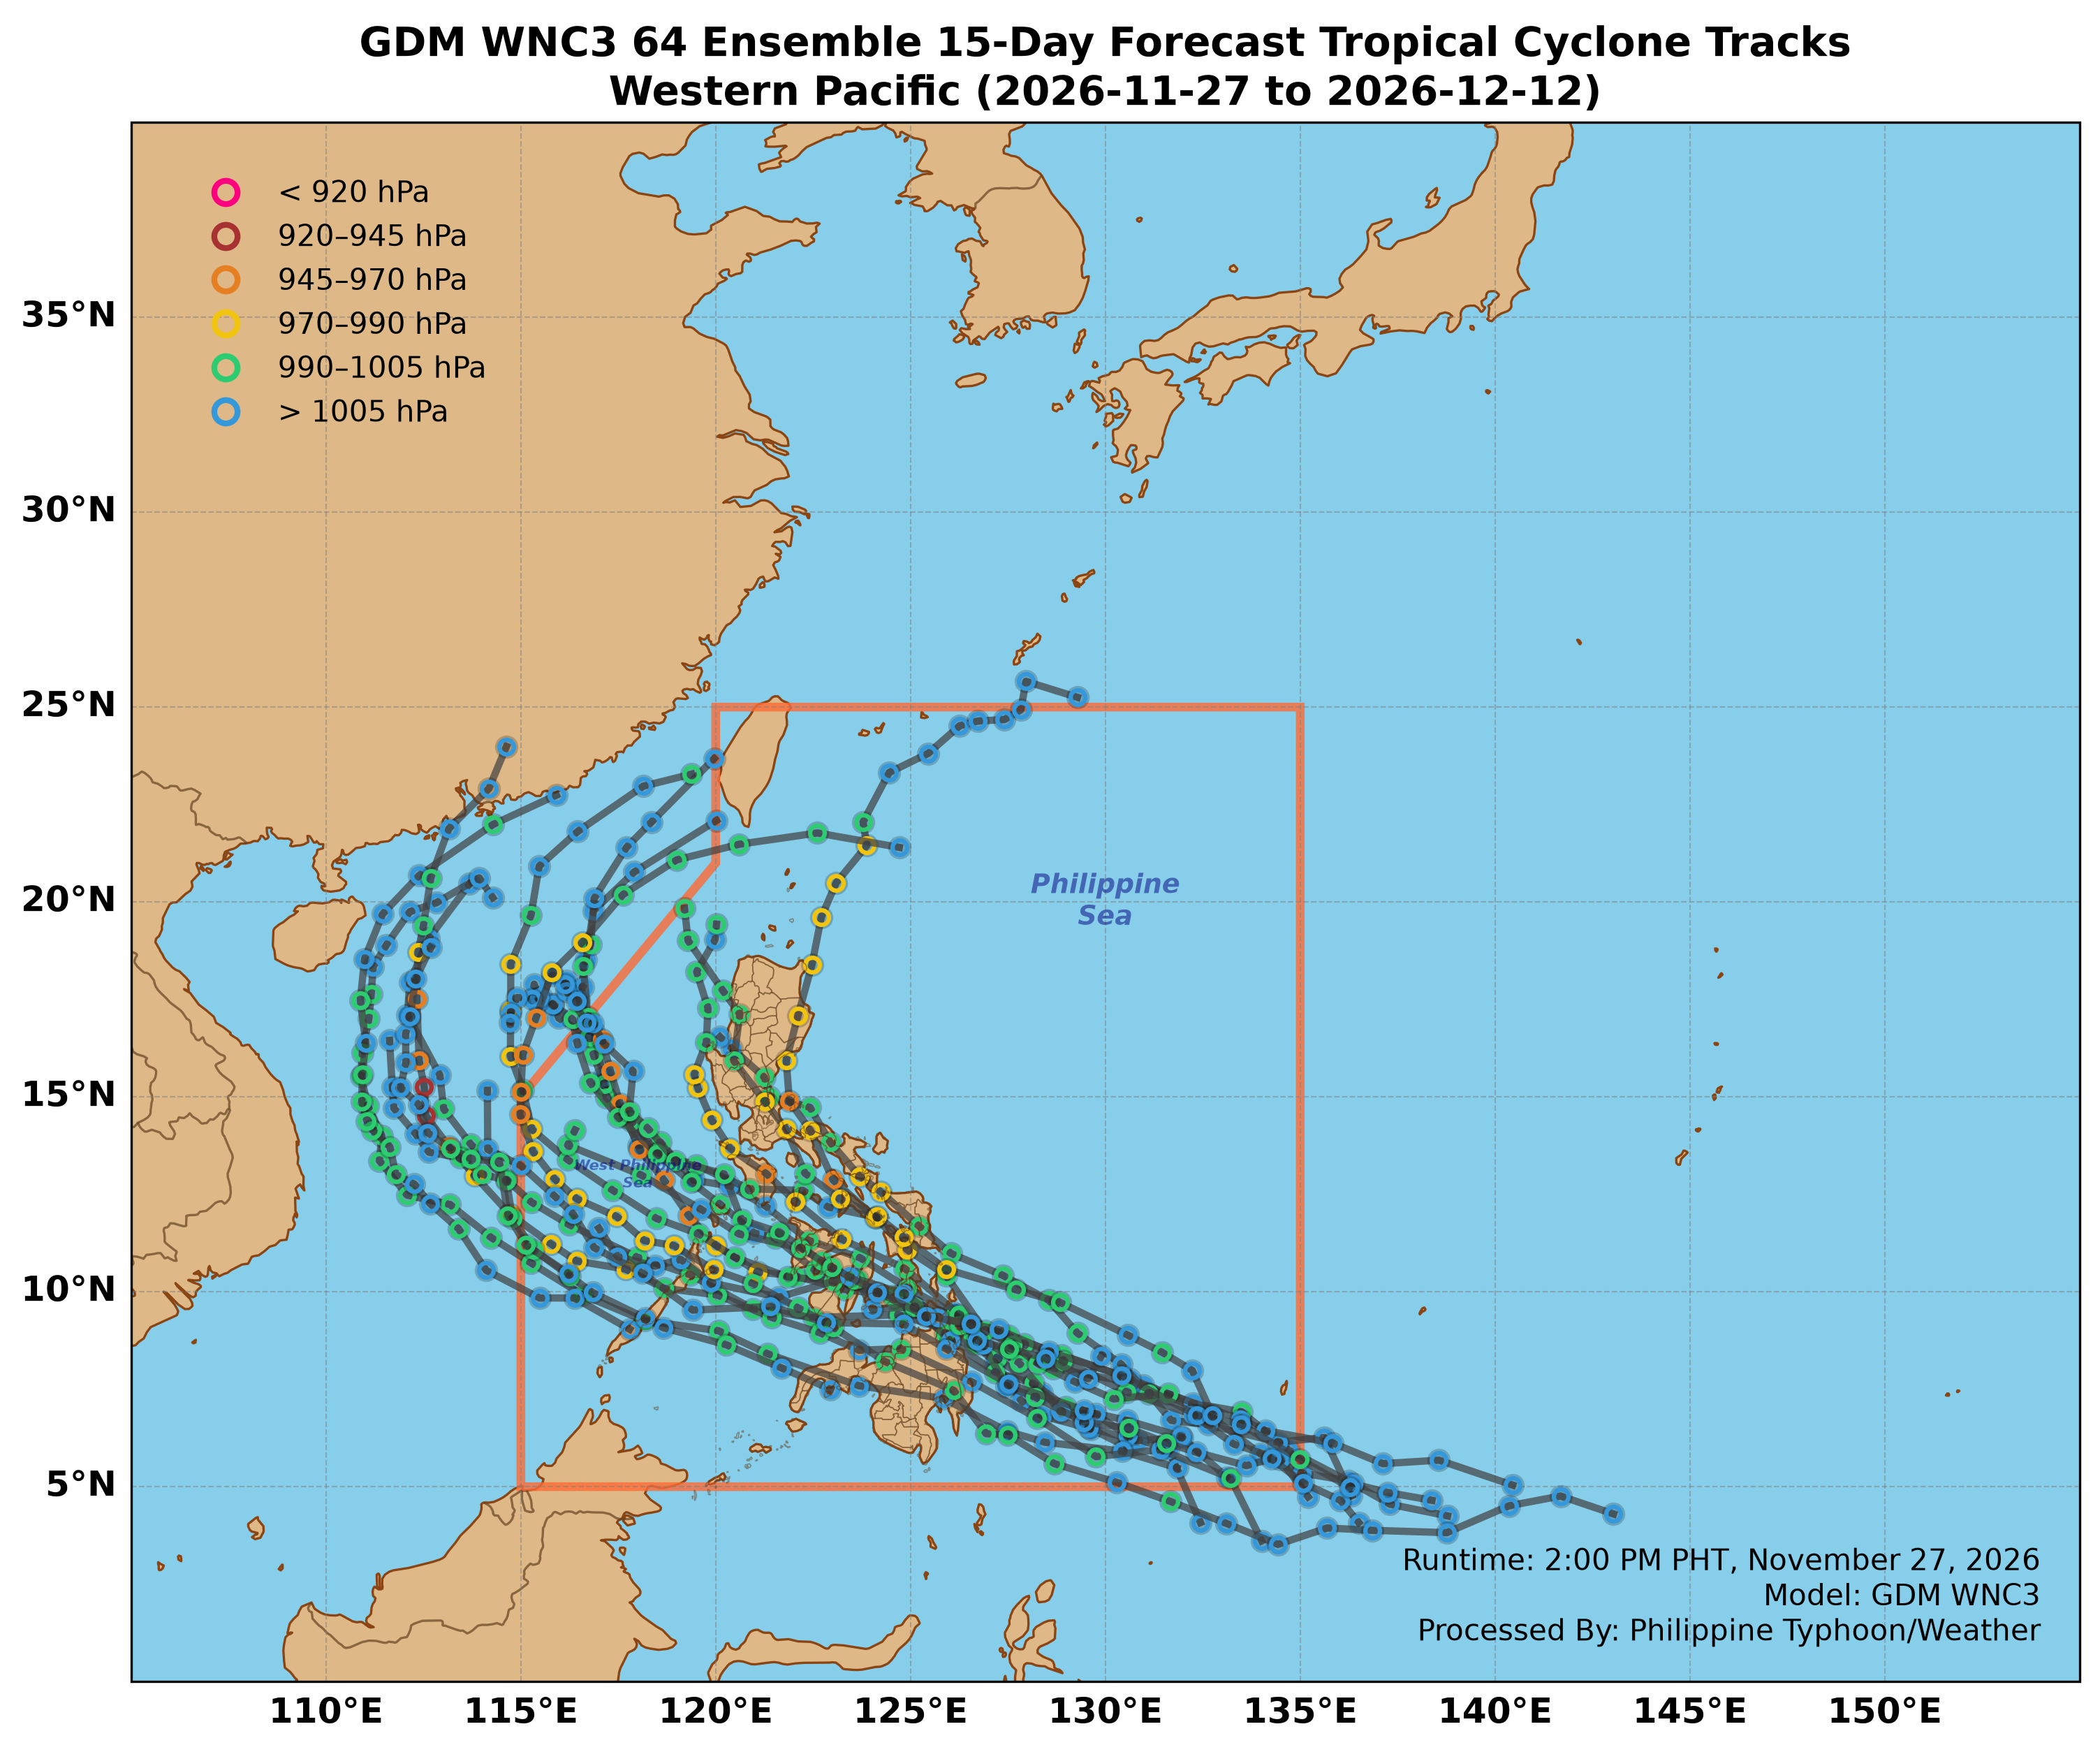 GDM WNC3 64 Ensemble 15-Day Forecast Tropical Cyclone Tracks
Western Pacific (2026-11-27 to 2026-12-12)
< 920 hPa
920–945 hPa
945–970 hPa
970–990 hPa
990–1005 hPa
> 1005 hPa
35°N
30°N
25°N
20°N
15°N
10°N
5°N
Philippine
Sea
West Philippine
Sea
Runtime: 2:00 PM PHT, November 27, 2026
Model: GDM WNC3
Processed By: Philippine Typhoon/Weather
110°E 115°E 120°E 125°E 130°E 135°E 140°E 145°E 150°E